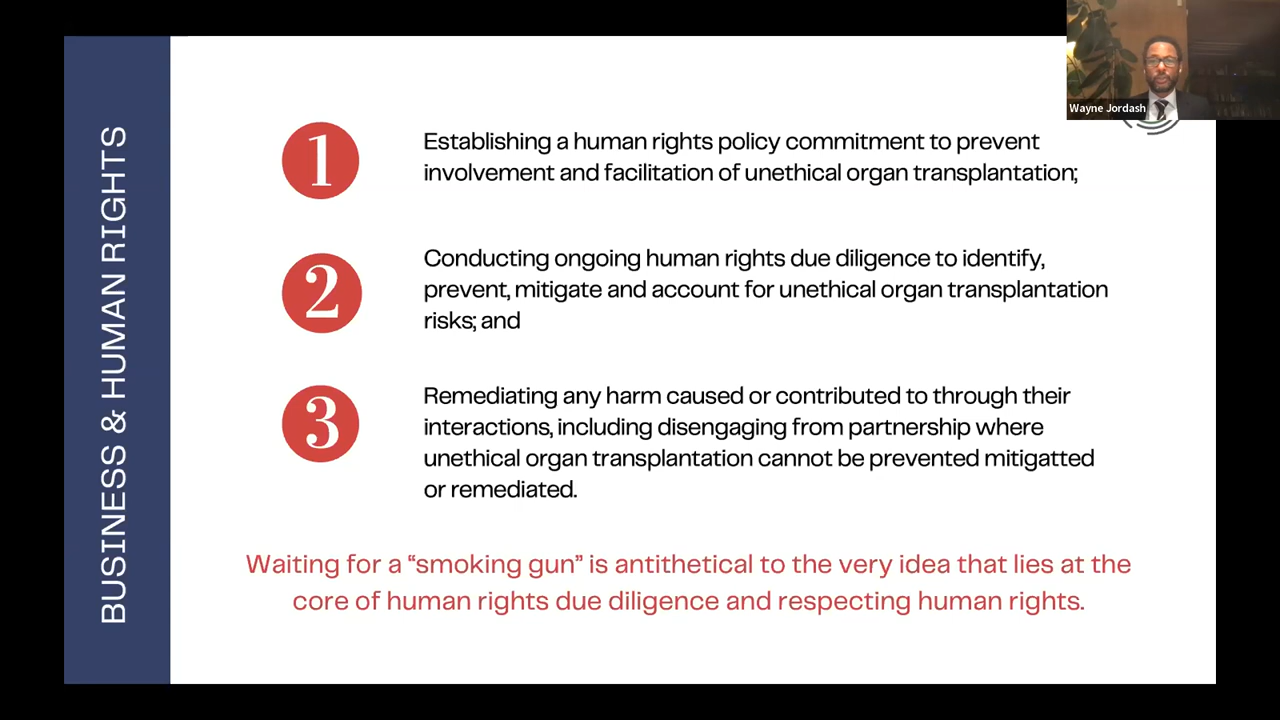 BUSINESS & HUMAN RIGHTS
1
Establishing a human rights policy commitment to prevent
involvement and facilitation of unethical organ transplantation;
2
Conducting ongoing human rights due diligence to identify,
prevent, mitigate and account for unethical organ transplantation
risks; and
3
Remediating any harm caused or contributed to through their
interactions, including disengaging from partnership where
unethical organ transplantation cannot be prevented mitigatted
or remediated.
Waiting for a “smoking gun” is antithetical to the very idea that lies at the
core of human rights due diligence and respecting human rights.
Wayne Jordash